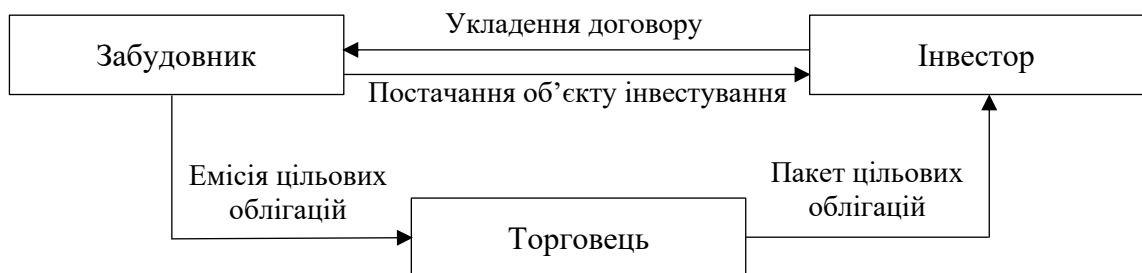 Укладення договору
Забудовник
Інвестор
Постачання об’єкту інвестування
Емісія цільових
облігацій
Пакет цільових
облігацій
Торговець